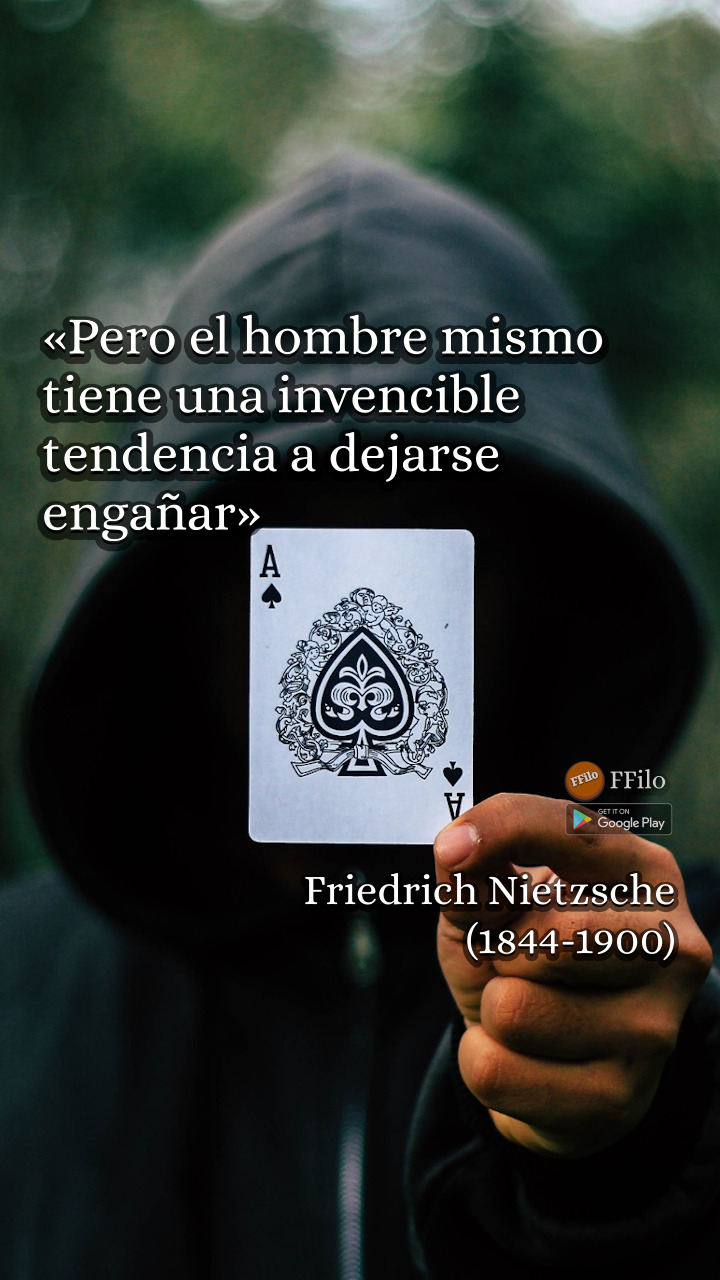 «Pero el hombre mismo
tiene una invencible
tendencia a dejarse
engañar»
A
A
FFilo FFilo
GET IT ON
Google Play
Friedrich Nietzsche
(1844-1900)